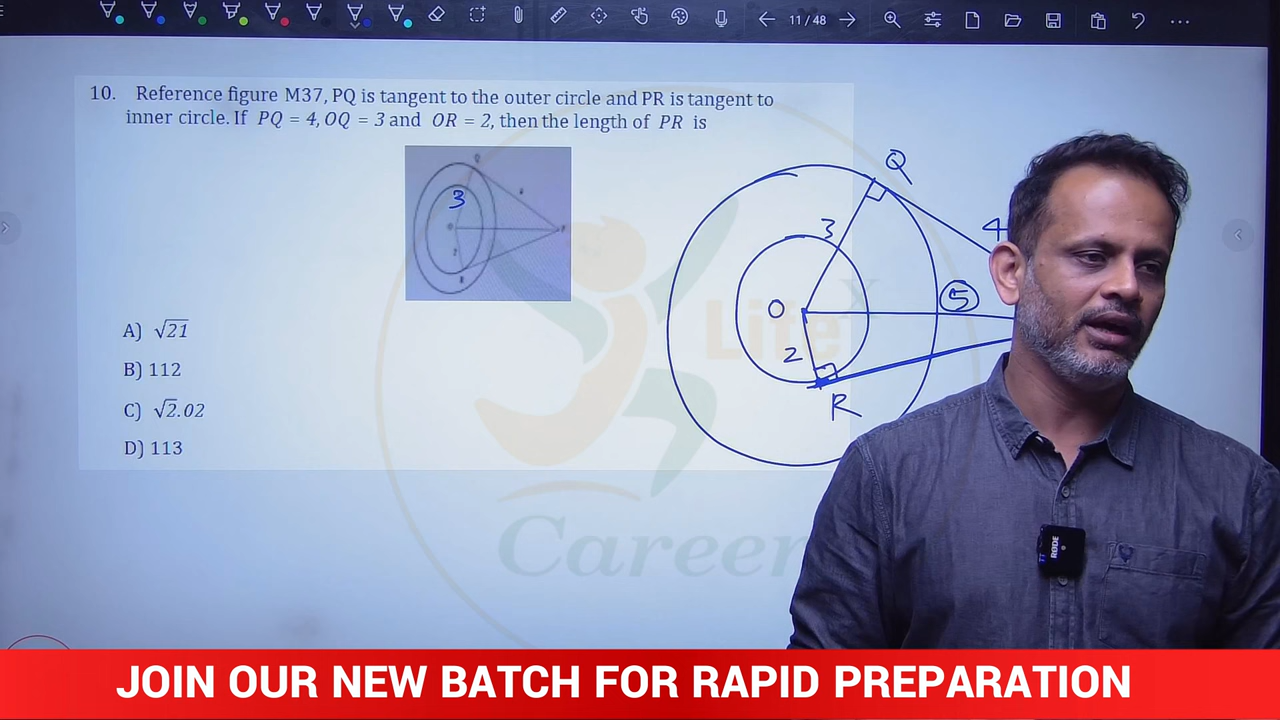 11 / 48
10. Reference figure M37, PQ is tangent to the outer circle and PR is tangent to
inner circle. If PQ = 4, OQ = 3 and OR = 2, then the length of PR is
3
Q
3
4
O
5
2
R
A) √21
B) 112
C) √2.02
D) 113
Life
Career
RØDE
JOIN OUR NEW BATCH FOR RAPID PREPARATION